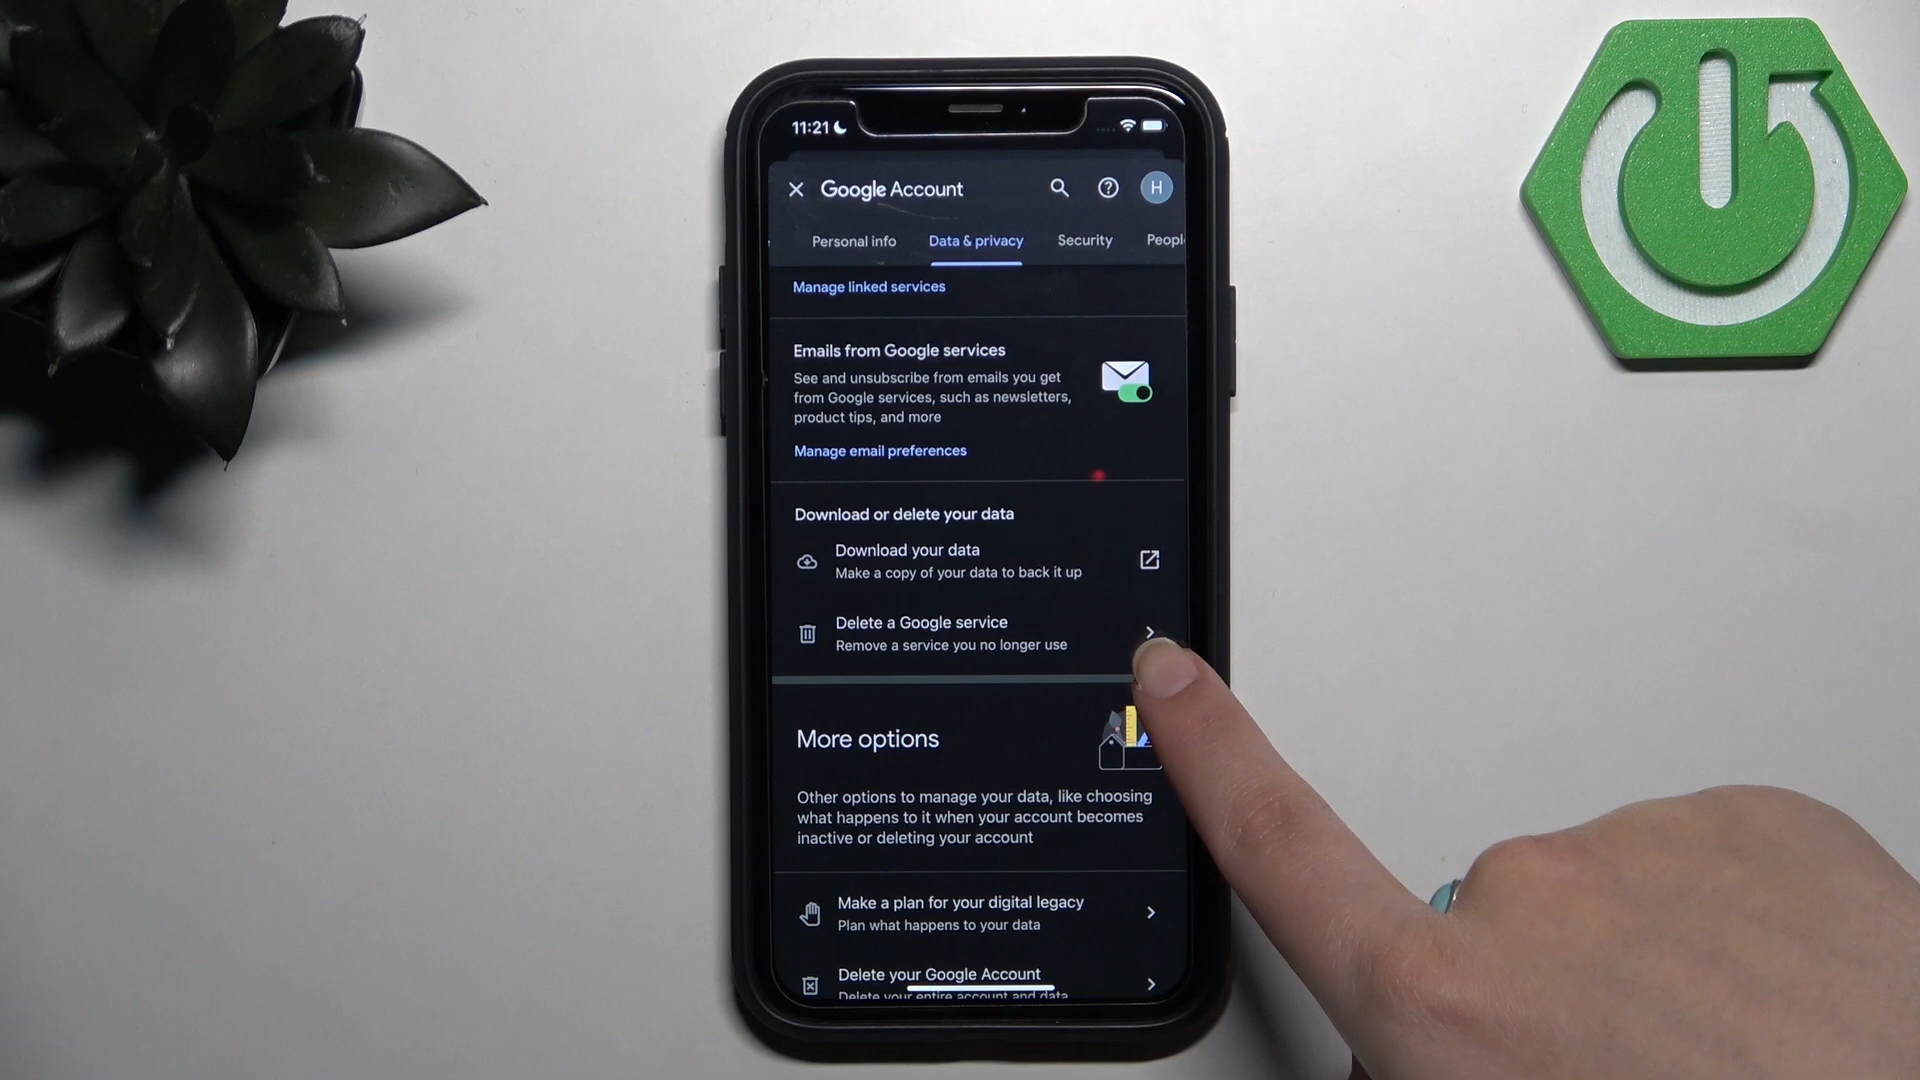 11:21
Google Account
H
Personal info
Data & privacy
Security
Peopl
Manage linked services
Emails from Google services
See and unsubscribe from emails you get
from Google services, such as newsletters,
product tips, and more
Manage email preferences
Download or delete your data
Download your data
Make a copy of your data to back it up
Delete a Google service
Remove a service you no longer use
More options
Other options to manage your data, like choosing
what happens to it when your account becomes
inactive or deleting your account
Make a plan for your digital legacy
Plan what happens to your data
Delete your Google Account
Delete your entire account and data